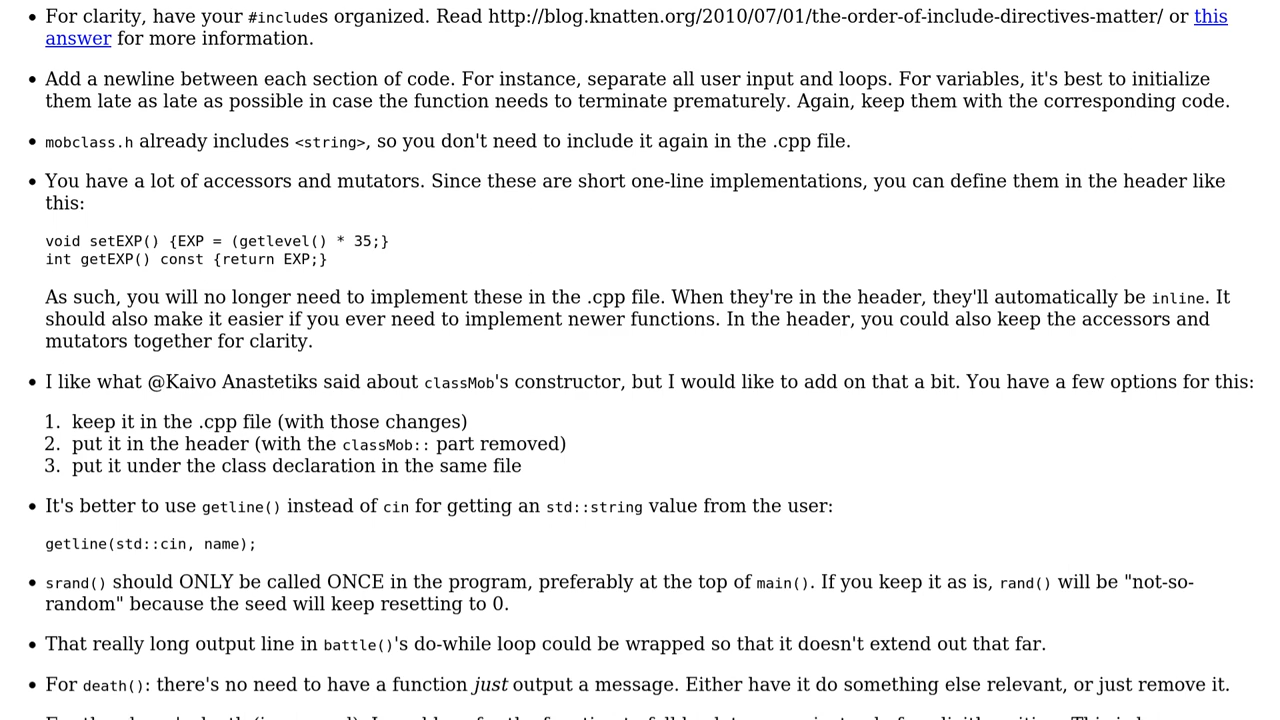 For clarity, have your #includes organized. Read http://blog.knatten.org/2010/07/01/the-order-of-include-directives-matter/ or this
answer for more information.
Add a newline between each section of code. For instance, separate all user input and loops. For variables, it's best to initialize
them late as late as possible in case the function needs to terminate prematurely. Again, keep them with the corresponding code.
mobclass.h already includes <string>, so you don't need to include it again in the .cpp file.
You have a lot of accessors and mutators. Since these are short one-line implementations, you can define them in the header like
this:
void setEXP() {EXP = (getlevel() * 35;}
int getEXP() const {return EXP;}
As such, you will no longer need to implement these in the .cpp file. When they're in the header, they'll automatically be inline. It
should also make it easier if you ever need to implement newer functions. In the header, you could also keep the accessors and
mutators together for clarity.
I like what @Kaivo Anastetiks said about classMob's constructor, but I would like to add on that a bit. You have a few options for this:
1. keep it in the .cpp file (with those changes)
2. put it in the header (with the classMob:: part removed)
3. put it under the class declaration in the same file
It's better to use getline() instead of cin for getting an std::string value from the user:
getline(std::cin, name);
srand() should ONLY be called ONCE in the program, preferably at the top of main(). If you keep it as is, rand() will be "not-so-
random" because the seed will keep resetting to 0.
That really long output line in battle()'s do-while loop could be wrapped so that it doesn't extend out that far.
For death(): there's no need to have a function just output a message. Either have it do something else relevant, or just remove it.